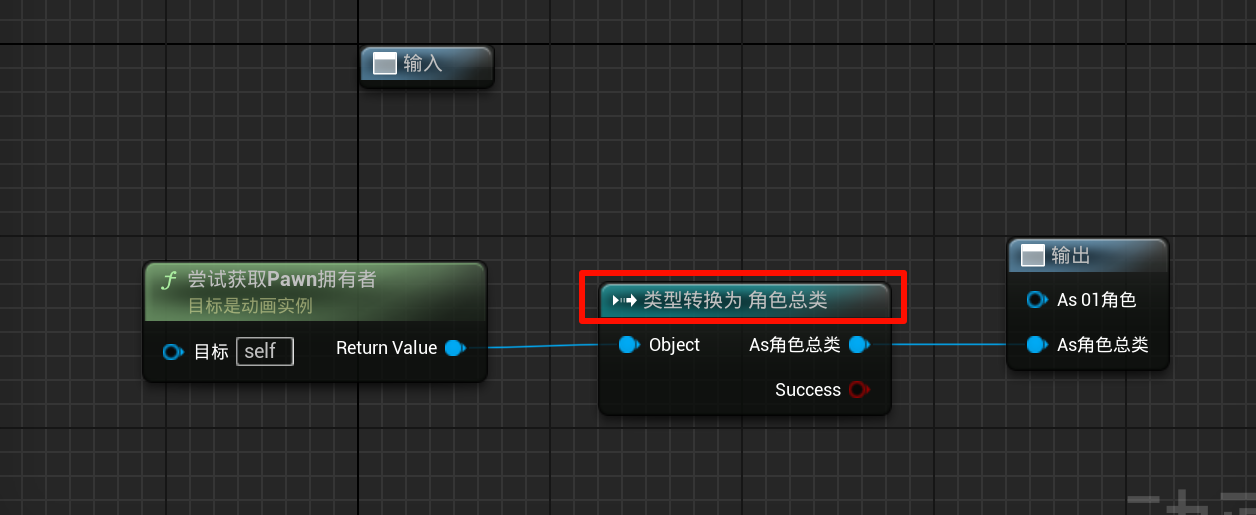 输入
尝试获取Pawn拥有者
目标是动画实例
目标 self Return Value
类型转换为 角色总类
Object As角色总类
Success
输出
As 01角色
As角色总类